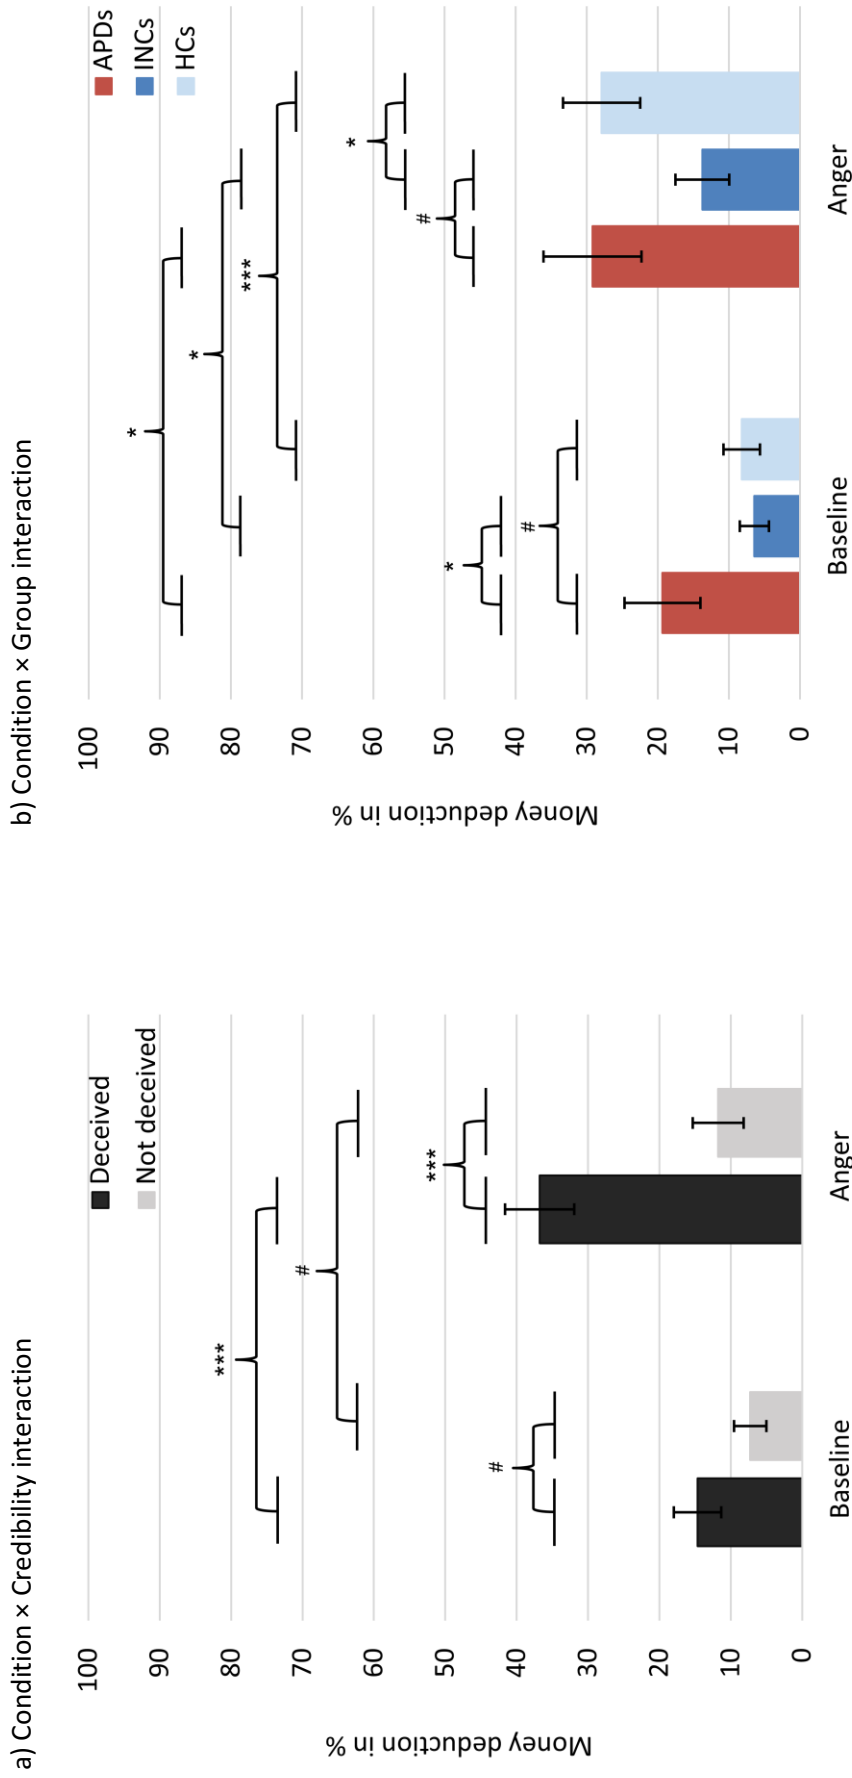 a) Condition × Credibility interaction
Money deduction in %
100
90
80
70
60
50
40
30
20
10
0
Deceived
Not deceived
***
#
#
***
Baseline
Anger
b) Condition × Group interaction
Money deduction in %
100
90
80
70
60
50
40
30
20
10
0
APDs
INCs
HCs
*
*
***
*
#
*
#
Baseline
Anger